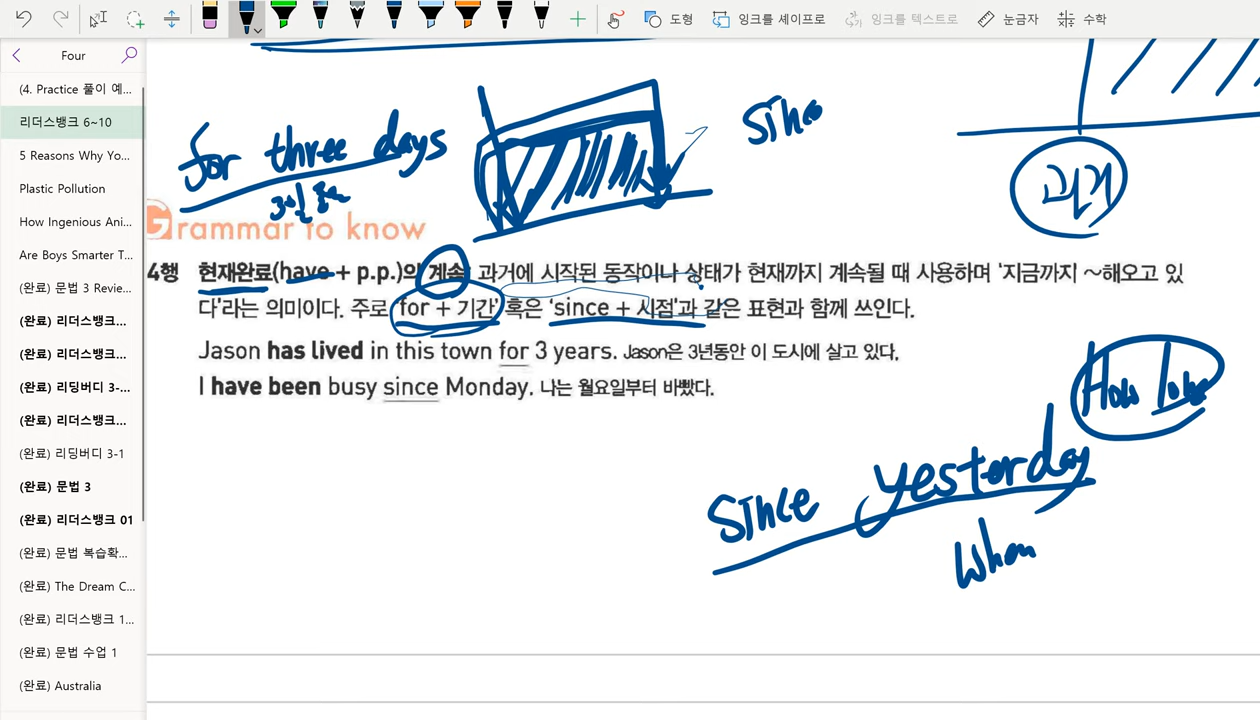 도형
잉크를 셰이프로
잉크를 텍스트로
눈금자
수학
Four
(4. Practice 풀이 예...
리더스뱅크 6~10
5 Reasons Why Yo...
Plastic Pollution
How Ingenious Ani...
Are Boys Smarter T...
(완료) 문법 3 Revie...
(완료) 리더스뱅크...
(완료) 리더스뱅크...
(완료) 리딩버디 3-...
(완료) 리더스뱅크...
(완료) 리딩버디 3-1
(완료) 문법 3
(완료) 리더스뱅크 01
(완료) 문법 복습확...
(완료) The Dream C...
(완료) 리더스뱅크 1...
(완료) 문법 수업 1
(완료) Australia
for three days
3일 동안
since
과거
Grammar to know
4행 현재완료(have + p.p.)의 계속: 과거에 시작된 동작이나 상태가 현재까지 계속될 때 사용하며 ‘지금까지 ~해오고 있
다’라는 의미이다. 주로 ‘for + 기간’ 혹은 ‘since + 시점’과 같은 표현과 함께 쓰인다.
Jason has lived in this town for 3 years. Jason은 3년동안 이 도시에 살고 있다.
I have been busy since Monday. 나는 월요일부터 바빴다.
How long
since yesterday
when